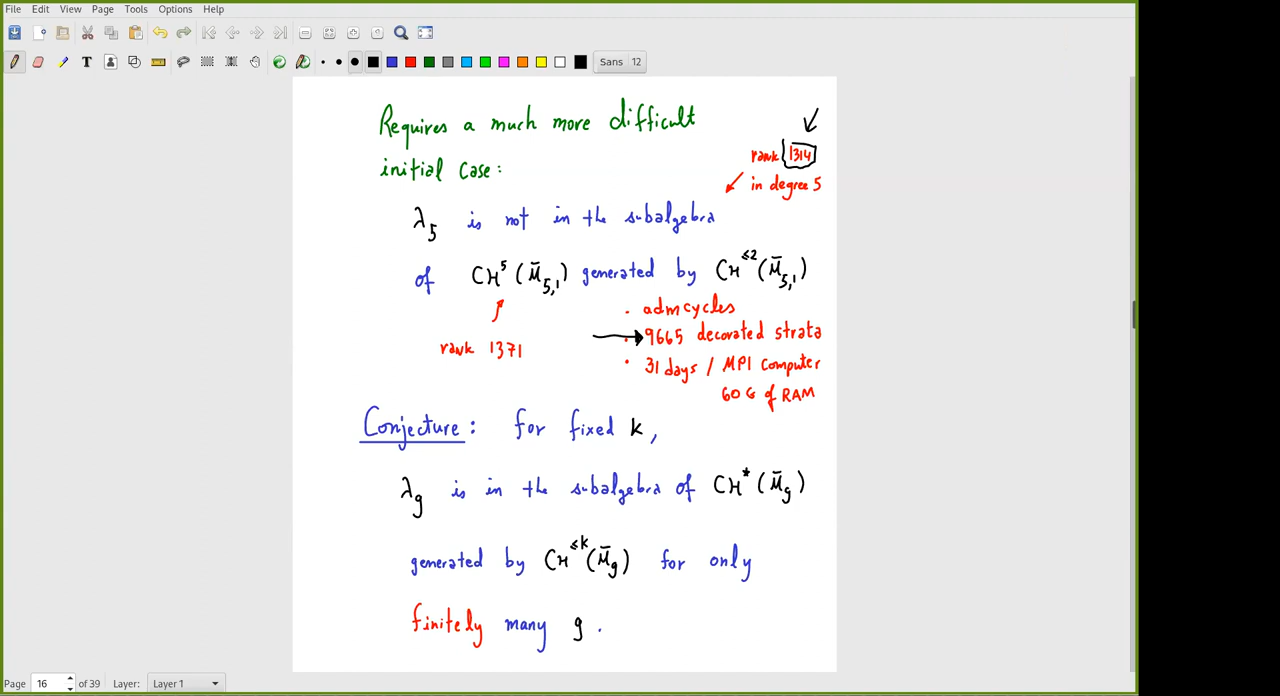 File Edit View Page Tools Options Help
Sans 12
Requires a much more difficult
initial case:
rank 1314
in degree 5
λ₅ is not in the subalgebra
of CH⁵(M̄₅,₁) generated by CH^≤2(M̄₅,₁)
rank 1371
· admcycles
· 9665 decorated strata
· 31 days / MPI Computer
60 G of RAM
Conjecture: for fixed k,
λg is in the subalgebra of CH*(M̄g)
generated by CH^≤k(M̄g) for only
finitely many g.
Page 16 of 39 Layer: Layer 1